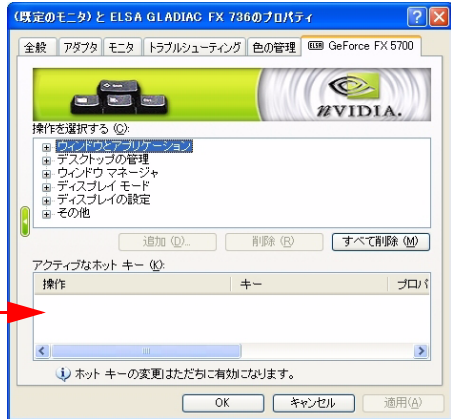 (既定のモニタ) と ELSA GLADIAC FX 736のプロパティ
全般 アダプタ モニタ トラブルシューティング 色の管理 GeForce FX 5700
nVIDIA.
操作を選択する (C):
ウィンドウとアプリケーション
デスクトップの管理
ウィンドウ マネージャ
ディスプレイ モード
ディスプレイの設定
その他
追加 (D)... 削除 (R) すべて削除 (M)
アクティブなホット キー (K):
操作 キー プロパ
ホット キーの変更はただちに有効になります。
OK キャンセル 適用(A)